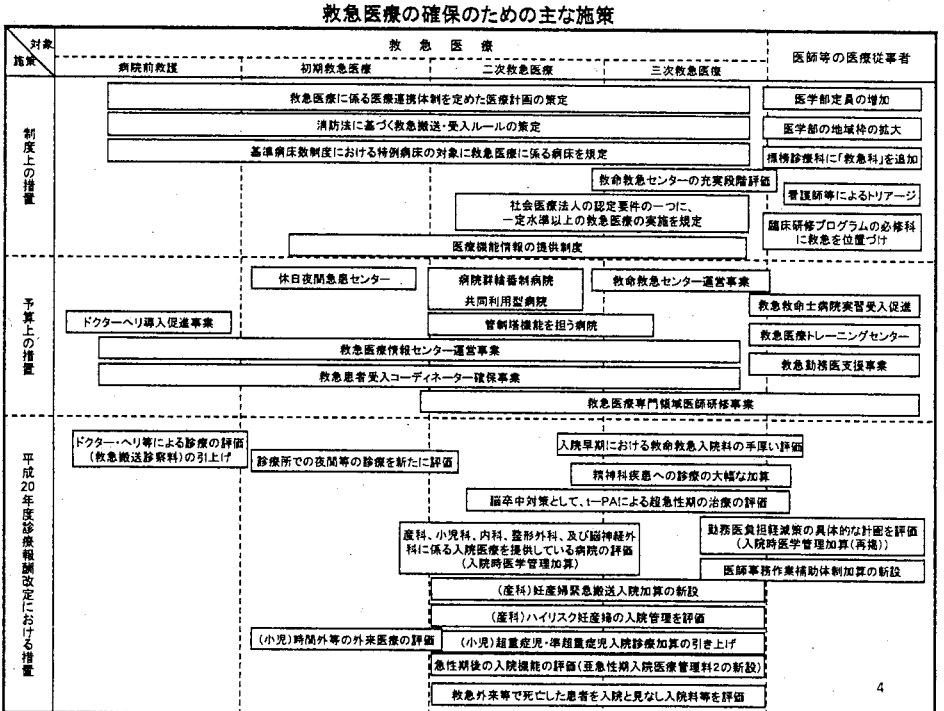 救急医療の確保のための主な施策
対象
施策
救急医療
病院前救護
初期救急医療
二次救急医療
三次救急医療
医師等の医療従事者
制度上の措置
救急医療に係る医療連携体制を定めた医療計画の策定
消防法に基づく救急搬送・受入ルールの策定
基準病床数制度における特例病床の対象に救急医療に係る病床を規定
救命救急センターの充実段階評価
社会医療法人の認定要件の一つに、
一定水準以上の救急医療の実施を規定
医療機能情報の提供制度
医学部定員の増加
医学部の地域枠の拡大
標榜診療科に「救急科」を追加
看護師等によるトリアージ
臨床研修プログラムの必修科
に救急を位置づけ
予算上の措置
休日夜間急患センター
病院群輪番制病院
共同利用型病院
救命救急センター運営事業
ドクターヘリ導入促進事業
管制塔機能を担う病院
救急医療情報センター運営事業
救急患者受入コーディネーター確保事業
救急医療専門領域医師研修事業
救急救命士病院実習受入促進
救急医療トレーニングセンター
救急勤務医支援事業
平成20年度診療報酬改定における措置
ドクター・ヘリ等による診療の評価
(救急搬送診察料)の引上げ
診療所での夜間等の診療を新たに評価
入院早期における救命救急入院料の手厚い評価
精神科疾患への診療の大幅な加算
脳卒中対策として、t-PAによる超急性期の治療の評価
産科、小児科、内科、整形外科、及び脳神経外
科に係る入院医療を提供している病院の評価
(入院時医学管理加算)
勤務医負担軽減策の具体的な計画を評価
(入院時医学管理加算(再掲))
医師事務作業補助体制加算の新設
(産科)妊産婦緊急搬送入院加算の新設
(産科)ハイリスク妊産婦の入院管理を評価
(小児)時間外等の外来医療の評価
(小児)超重症児・準超重症児入院診療加算の引き上げ
急性期後の入院機能の評価(亜急性期入院医療管理料2の新設)
救急外来等で死亡した患者を入院と見なし入院料等を評価
4